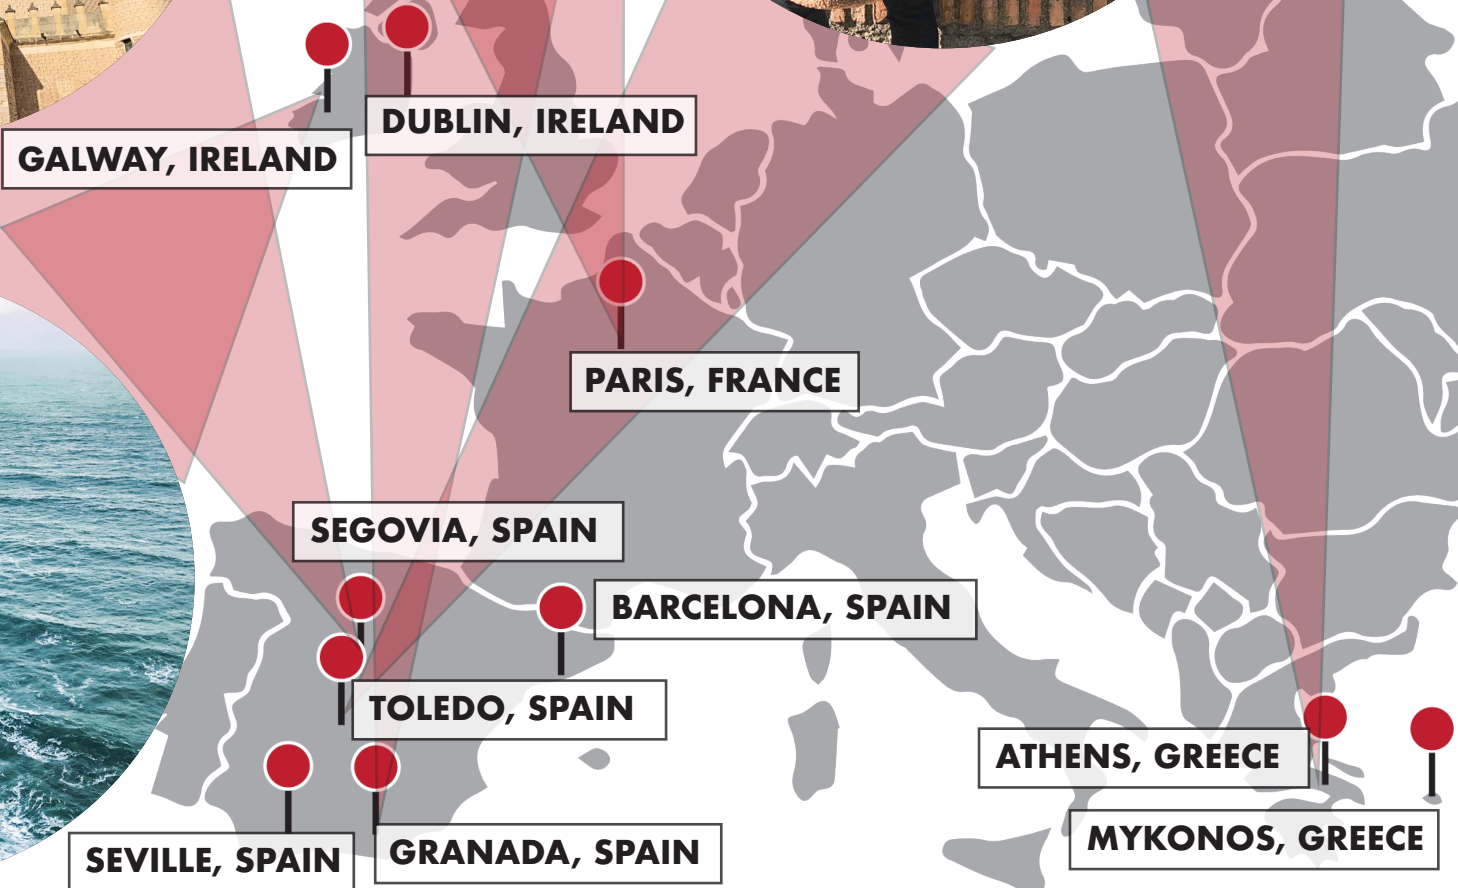 DUBLIN, IRELAND
GALWAY, IRELAND
PARIS, FRANCE
SEGOVIA, SPAIN
BARCELONA, SPAIN
TOLEDO, SPAIN
ATHENS, GREECE
MYKONOS, GREECE
SEVILLE, SPAIN
GRANADA, SPAIN